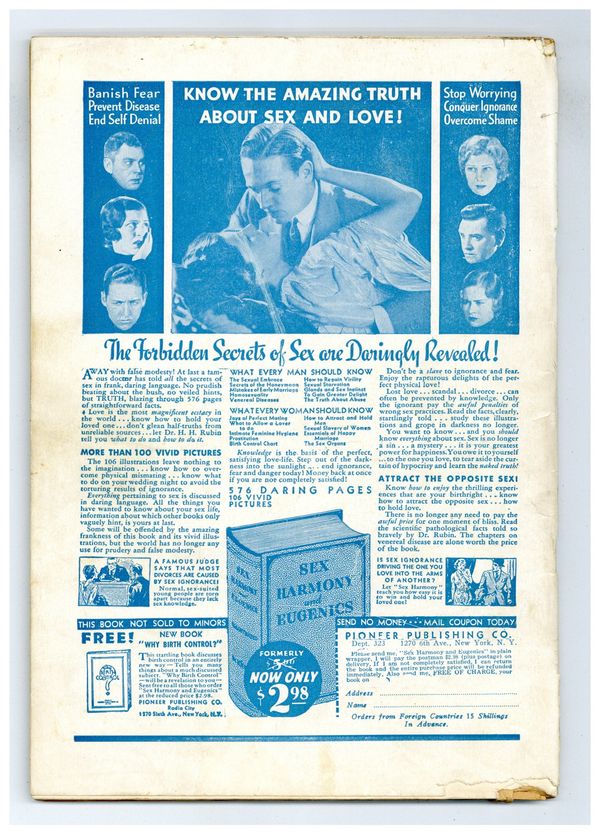 Banish Fear
Prevent Disease
End Self Denial
KNOW THE AMAZING TRUTH
ABOUT SEX AND LOVE!
Stop Worrying
Conquer Ignorance
Overcome Shame
The Forbidden Secrets of Sex are Daringly Revealed!
AWAY with false modesty! At last a fam-
ous doctor has told all the secrets of
sex in frank, daring language. No prudish
beating about the bush, no veiled hints,
but TRUTH, blazing through 576 pages
of straightforward facts.
Love is the most magnificent ecstasy in
the world . . . know how to hold your
loved one . . . don't glean half-truths from
unreliable sources . . . let Dr. H. H. Rubin
tell you what to do and how to do it.
MORE THAN 100 VIVID PICTURES
The 106 illustrations leave nothing to
the imagination . . . know how to over-
come physical mismating . . . know what
to do on your wedding night to avoid the
torturing results of ignorance.
Everything pertaining to sex is discussed
in daring language. All the things you
have wanted to know about your sex life,
information about which other books only
vaguely hint, is yours at last.
Some will be offended by the amazing
frankness of this book and its vivid illus-
trations, but the world has no longer any
use for prudery and false modesty.
A FAMOUS JUDGE
SAYS THAT MOST
DIVORCES ARE CAUSED
BY SEX IGNORANCE!
Normal, sex-suited
young people are torn
apart because they lack
sex knowledge.
WHAT EVERY MAN SHOULD KNOW
The Sexual Embrace
Secrets of the Honeymoon
Mistakes of Early Marriage
Homosexuality
Venereal Diseases
How to Regain Virility
Sexual Starvation
Glands and Sex Instinct
To Gain Greater Delight
The Truth About Abuse
WHAT EVERY WOMAN SHOULD KNOW
Joys of Perfect Mating
What to Allow a Lover
to Do
Intimate Feminine Hygiene
Prostitution
Birth Control Chart
How to Attract and Hold
Men
Sexual Slavery of Women
Essentials of Happy
Marriage
The Sex Organs
Knowledge is the basis of the perfect,
satisfying love-life. Step out of the dark-
ness into the sunlight . . . end ignorance,
fear and danger today! Money back at once
if you are not completely satisfied!
576 DARING PAGES
106 VIVID
PICTURES
Don't be a slave to ignorance and fear.
Enjoy the rapturous delights of the per-
fect physical love!
Lost love . . . scandal . . . divorce . . . can
often be prevented by knowledge. Only
the ignorant pay the awful penalties of
wrong sex practices. Read the facts, clearly,
startlingly told . . . study these illustra-
tions and grope in darkness no longer.
You want to know . . . and you should
know everything about sex. Sex is no longer
a sin . . . a mystery . . . it is your greatest
power for happiness. You owe it to yourself
. . . to the one you love, to tear aside the cur-
tain of hypocrisy and learn the naked truth!
ATTRACT THE OPPOSITE SEX!
Know how to enjoy the thrilling experi-
ences that are your birthright . . . know
how to attract the opposite sex . . . how
to hold love.
There is no longer any need to pay the
awful price for one moment of bliss. Read
the scientific pathological facts told so
bravely by Dr. Rubin. The chapters on
venereal disease are alone worth the price
of the book.
IS SEX IGNORANCE
DRIVING THE ONE YOU
LOVE INTO THE ARMS
OF ANOTHER?
Let "Sex Harmony"
teach you how easy it is
to win and hold your
loved one!
SEX
HARMONY
and
EUGENICS
SEX
HARMONY
and
EUGENICS
FORMERLY
$5.00
NOW ONLY
$2.98
THIS BOOK NOT SOLD TO MINORS
FREE!
NEW BOOK
"WHY BIRTH CONTROL?"
This startling book discusses
birth control in an entirely
new way—Tells you many
things about a much discussed
subject. "Why Birth Control"
—will be a revelation to you—
Sent free to all those who order
"Sex Harmony and Eugenics"
at the reduced price $2.98.
PIONEER PUBLISHING CO.
Radio City
1270 Sixth Ave., New York, N.Y.
WHY
BIRTH
CONTROL?
SEND NO MONEY • • • MAIL COUPON TODAY
PIONEER PUBLISHING CO.
Dept. 323 1270 6th Ave., New York, N. Y.
Please send me, "Sex Harmony and Eugenics" in plain
wrapper. I will pay the postman $2.98 (plus postage) on
delivery. If I am not completely satisfied, I can return
the book and the entire purchase price will be refunded
immediately. Also send me, FREE OF CHARGE, your
book on
Address
Name
Orders from Foreign Countries 15 Shillings
In Advance.